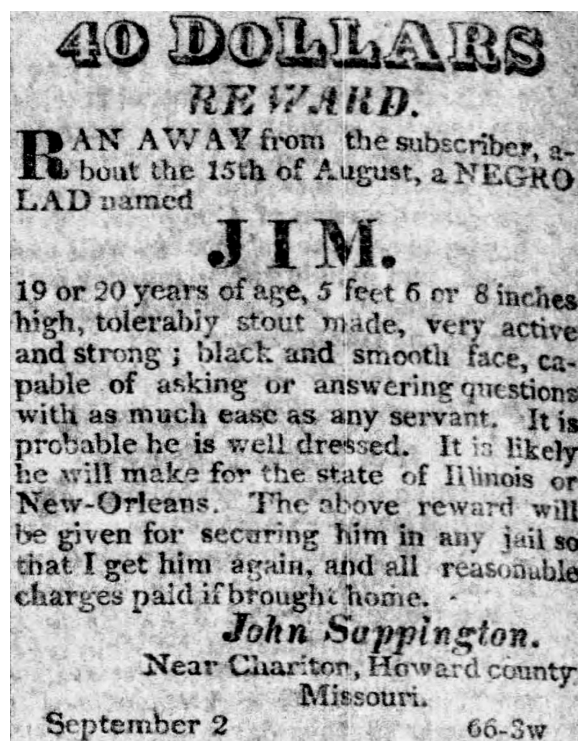 40 DOLLARS
REWARD.
RAN AWAY from the subscriber, a-
bout the 15th of August, a NEGRO
LAD named
JIM.
19 or 20 years of age, 5 feet 6 or 8 inches
high, tolerably stout made, very active
and strong; black and smooth face, ca-
pable of asking or answering questions
with as much ease as any servant. It is
probable he is well dressed. It is likely
he will make for the state of Illinois or
New-Orleans. The above reward will
be given for securing him in any jail so
that I get him again, and all reasonable
charges paid if brought home.
John Sappington.
Near Chariton, Howard county
Missouri.
September 2 66-3w